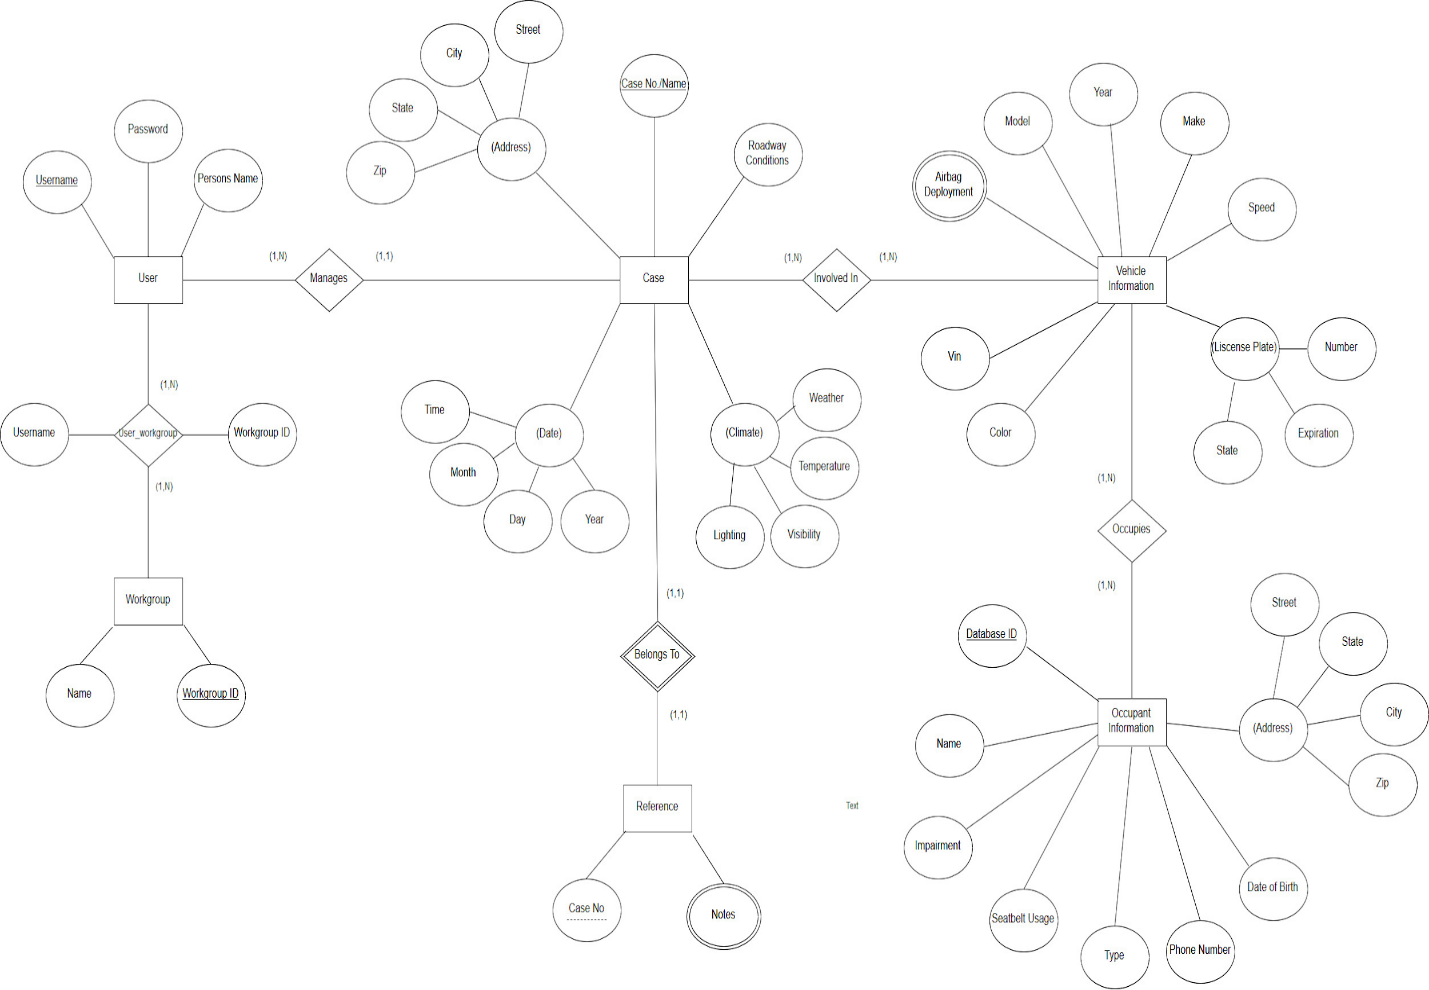 Street
City
Case No./Name
State
(Address)
Zip
Roadway
Conditions
Password
Username
Persons Name
Year
Model
Make
Airbag
Deployment
Speed
User
(1,N)
Manages
(1,1)
Case
(1,N)
Involved In
(1,N)
Vehicle
Information
Vin
Color
(Liscense Plate)
Number
State
Expiration
(1,N)
Username
User_workgroup
Workgroup ID
(1,N)
Time
(Date)
Month
Day
Year
(Climate)
Weather
Temperature
Lighting
Visibility
(1,N)
Occupies
(1,N)
Workgroup
Name
Workgroup ID
(1,1)
Belongs To
(1,1)
Reference
Text
Case No
Notes
Database ID
Street
State
City
Zip
(Address)
Occupant
Information
Name
Impairment
Seatbelt Usage
Type
Phone Number
Date of Birth